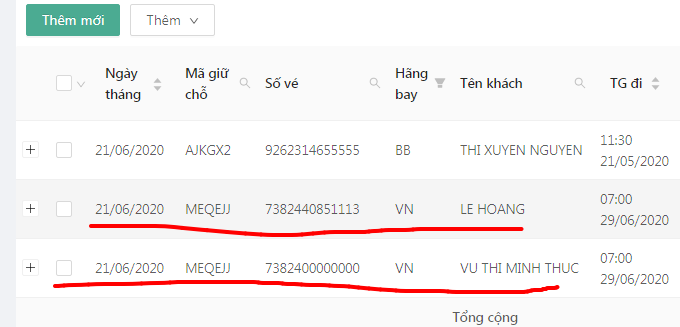 Thêm mới Thêm
Ngày tháng Mã giữ chỗ Số vé Hãng bay Tên khách TG đi
21/06/2020 AJKGX2 9262314655555 BB THI XUYEN NGUYEN 11:30 21/05/2020
21/06/2020 MEQEJJ 7382440851113 VN LE HOANG 07:00 29/06/2020
21/06/2020 MEQEJJ 7382400000000 VN VU THI MINH THUC 07:00 29/06/2020
Tổng cộng